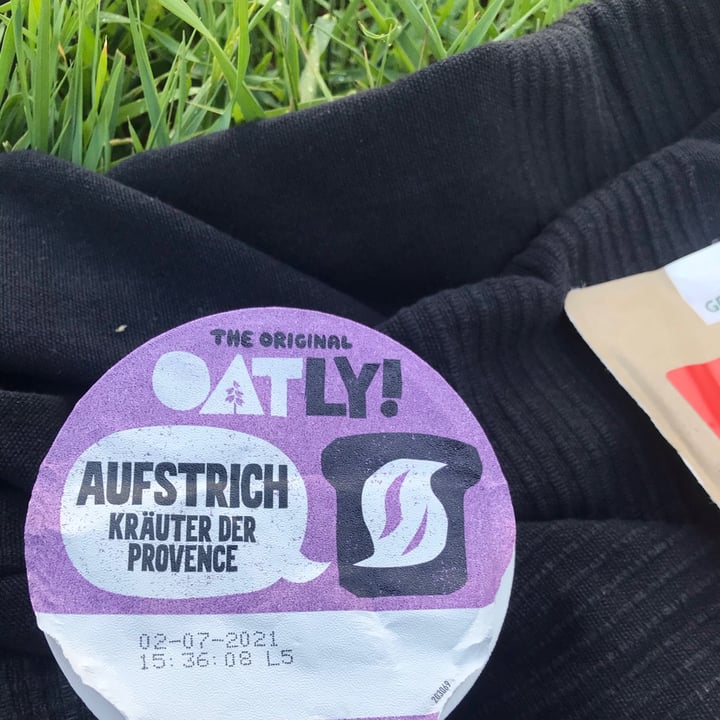 THE ORIGINAL
OATLY!
AUFSTRICH
KRÄUTER DER
PROVENCE
02-07-2021
15:36:08 L5